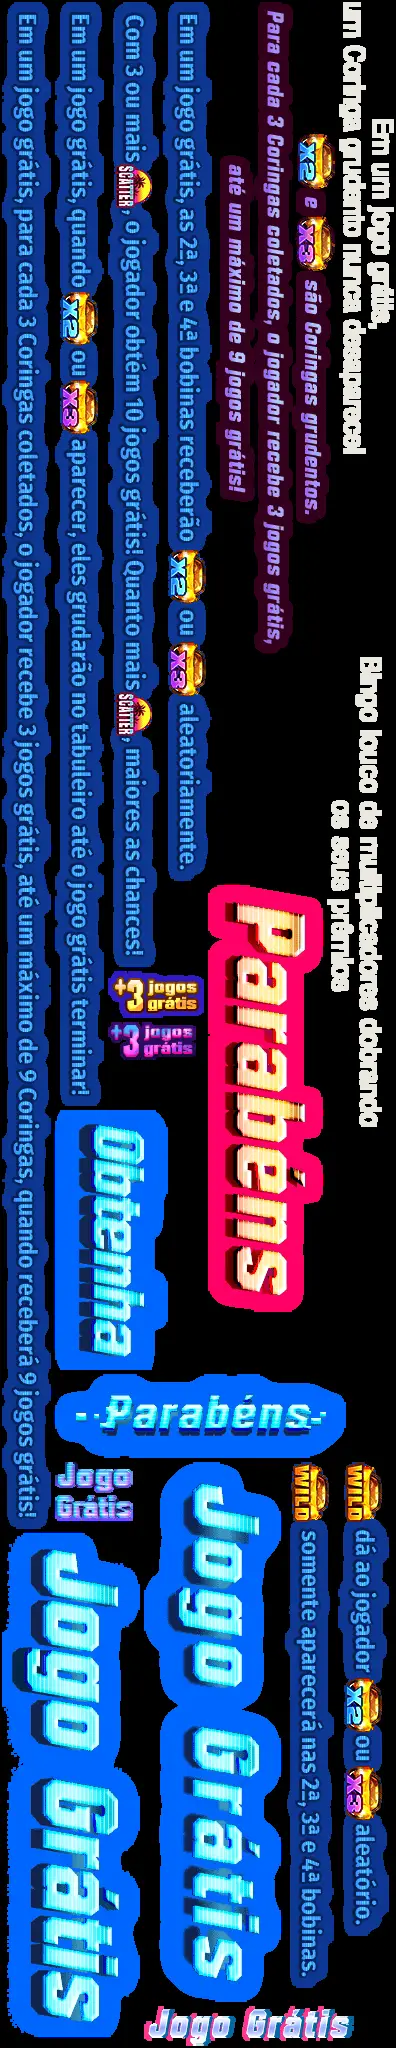 Em um jogo grátis,
um Coringa grudento nunca desaparece!
X2 e X3 são Coringas grudentos.
Para cada 3 Coringas coletados, o jogador recebe 3 jogos grátis,
até um máximo de 9 jogos grátis!
Em um jogo grátis, as 2ª, 3ª e 4ª bobinas receberão X2 ou X3 aleatoriamente.
Com 3 ou mais SCATTER, o jogador obtém 10 jogos grátis! Quanto mais SCATTER, maiores as chances!
Em um jogo grátis, quando X2 ou X3 aparecer, eles grudarão no tabuleiro até o jogo grátis terminar!
Em um jogo grátis, para cada 3 Coringas coletados, o jogador recebe 3 jogos grátis, até um máximo de 9 Coringas, quando receberá 9 jogos grátis!
Bingo louco de multiplicadores dobrando
os seus prêmios
Parabéns
+3 jogos
grátis
+3 jogos
grátis
Obtenha
Parabéns
Jogo
Grátis
WILD dá ao jogador X2 ou X3 aleatório.
WILD somente aparecerá nas 2ª, 3ª e 4ª bobinas.
Jogo Grátis
Jogo Grátis
Jogo Grátis